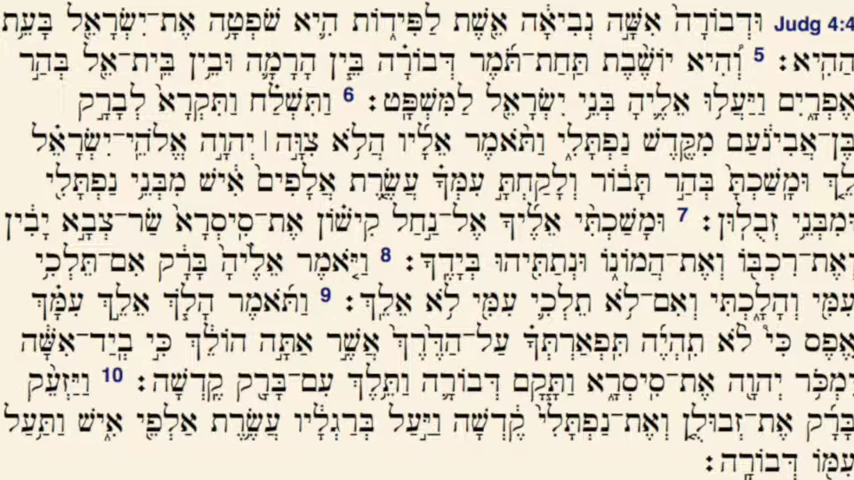 Judg 4:4 וּדְבוֹרָה֙ אִשָּׁ֣ה נְבִיאָ֔ה אֵ֖שֶׁת לַפִּיד֑וֹת הִ֛יא שֹׁפְטָ֥ה אֶת־יִשְׂרָאֵ֖ל בָּעֵ֥ת
הַהִֽיא׃ 5 וְ֠הִיא יוֹשֶׁ֨בֶת תַּֽחַת־תֹּ֜מֶר דְּבוֹרָ֗ה בֵּ֧ין הָרָמָ֛ה וּבֵ֥ין בֵּֽית־אֵ֖ל בְּהַ֣ר
אֶפְרָ֑יִם וַיַּעֲל֥וּ אֵלֶ֛יהָ בְּנֵ֥י יִשְׂרָאֵ֖ל לַמִּשְׁפָּֽט׃ 6 וַתִּשְׁלַ֗ח וַתִּקְרָא֙ לְבָרָ֣ק
בֶּן־אֲבִינֹ֔עַם מִקֶּ֖דֶשׁ נַפְתָּלִ֑י וַתֹּ֨אמֶר אֵלָ֜יו הֲלֹ֥א צִוָּ֣ה׀ יְהוָ֣ה אֱלֹהֵֽי־יִשְׂרָאֵ֗ל
לֵ֤ךְ וּמָֽשַׁכְתָּ֙ בְּהַ֣ר תָּב֔וֹר וְלָקַחְתָּ֣ עִמְּךָ֗ עֲשֶׂ֤רֶת אֲלָפִים֙ אִ֔ישׁ מִבְּנֵ֥י נַפְתָּלִ֖י
וּמִבְּנֵ֥י זְבֻלֽוּן׃ 7 וּמָשַׁכְתִּ֨י אֵלֶ֜יךָ אֶל־נַ֣חַל קִישׁ֗וֹן אֶת־סִֽיסְרָא֙ שַׂר־צְבָ֣א יָבִ֔ין
וְאֶת־רִכְבּ֖וֹ וְאֶת־הֲמוֹנ֑וֹ וּנְתַתִּ֖יהוּ בְּיָדֶֽךָ׃ 8 וַיֹּ֤אמֶר אֵלֶ֙יהָ֙ בָּרָ֔ק אִם־תֵּלְכִ֥י
עִמִּ֖י וְהָלָ֑כְתִּי וְאִם־לֹ֥א תֵלְכִ֛י עִמִּ֖י לֹ֥א אֵלֵֽךְ׃ 9 וַתֹּ֜אמֶר הָלֹ֧ךְ אֵלֵ֣ךְ עִמָּ֗ךְ
אֶ֚פֶס כִּי֩ לֹ֨א תִֽהְיֶ֜ה תִּֽפְאַרְתְּךָ֗ עַל־הַדֶּ֙רֶךְ֙ אֲשֶׁ֣ר אַתָּ֣ה הוֹלֵ֔ךְ כִּ֣י בְֽיַד־אִשָּׁ֔ה
יִמְכֹּ֥ר יְהוָ֖ה אֶת־סִֽיסְרָ֑א וַתָּ֧קָם דְּבוֹרָ֛ה וַתֵּ֥לֶךְ עִם־בָּרָ֖ק קֶֽדְשָׁה׃ 10 וַיַּזְעֵ֨ק
בָּרָ֜ק אֶת־זְבוּלֻ֤ן וְאֶת־נַפְתָּלִי֙ קֶ֔דְשָׁה וַיַּ֣עַל בְּרַגְלָ֔יו עֲשֶׂ֥רֶת אַלְפֵ֖י אִ֑ישׁ וַתַּ֥עַל
עִמּ֖וֹ דְּבוֹרָֽה׃